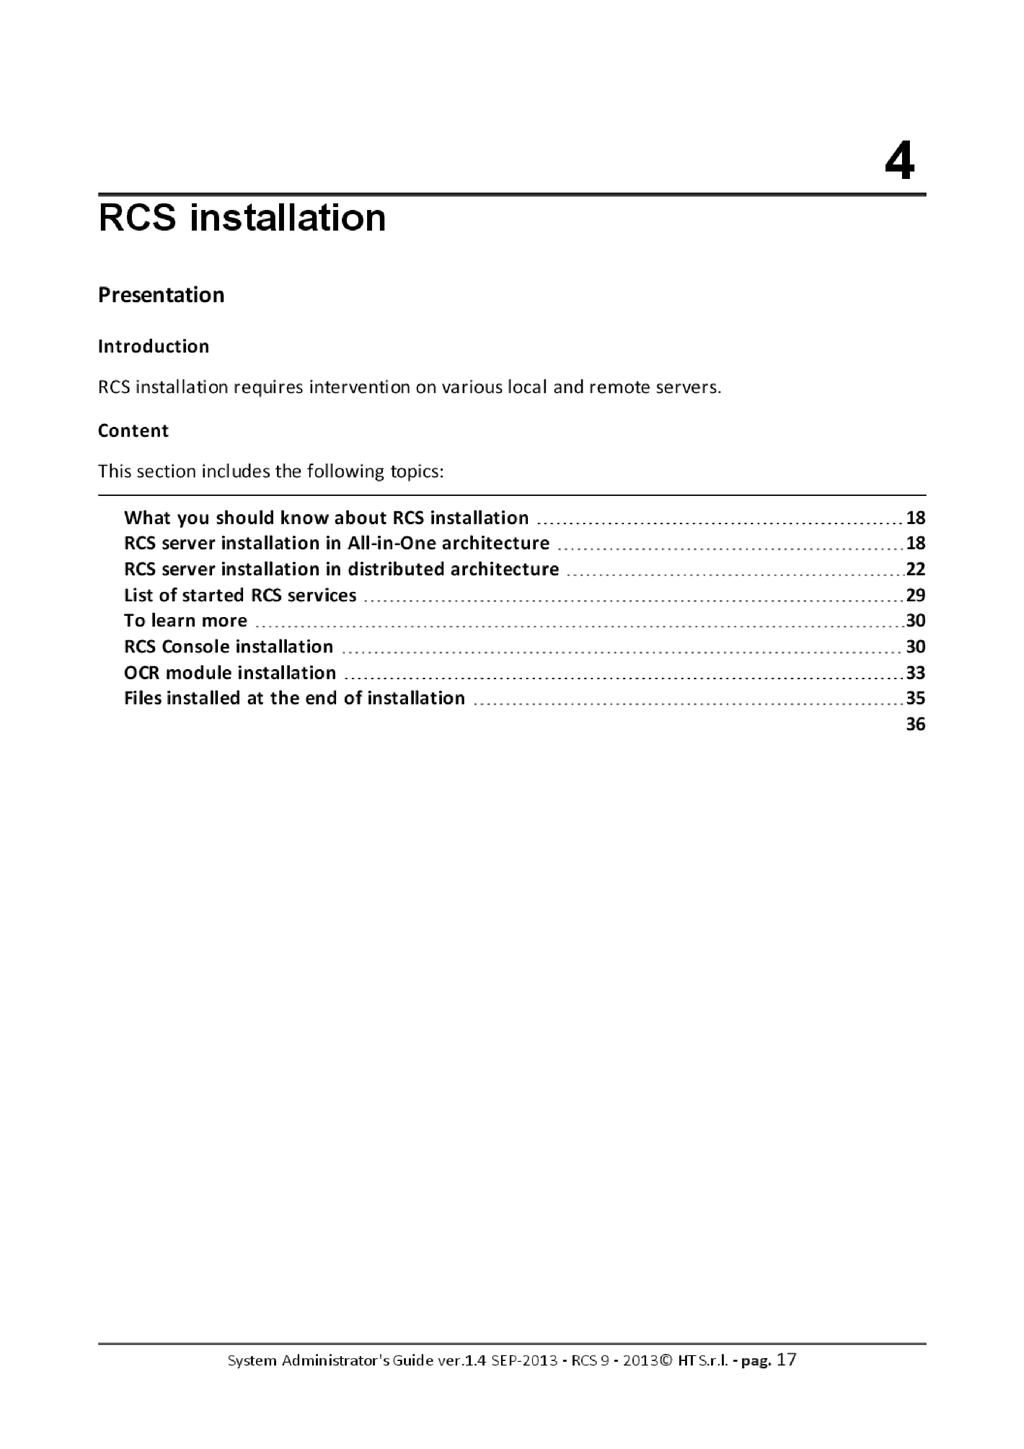 4
RCS installation
Presentation
Introduction
RCS installation requires intervention on various local and remote servers.
Content
This section includes the following topics:
What you should know about RCS installation 18
RCS server installation in All-in-One architecture 18
RCS server installation in distributed architecture 22
List of started RCS services 29
To learn more 30
RCS Console installation 30
OCR module installation 33
Files installed at the end of installation 35
36
System Administrator's Guide ver.1.4 SEP-2013 - RCS 9 - 2013© HT S.r.l. - pag. 17